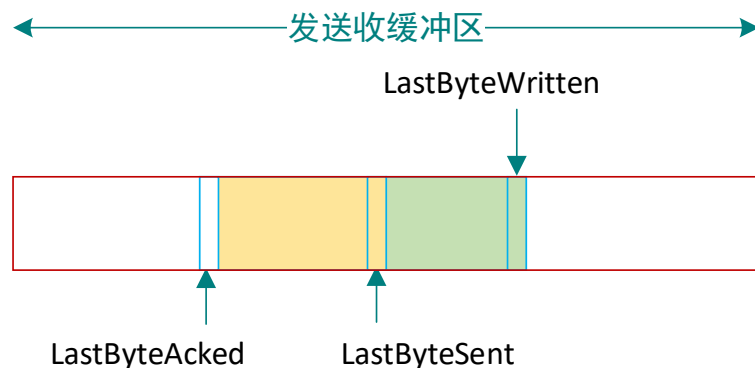 发送收缓冲区
LastByteWritten
LastByteAcked
LastByteSent